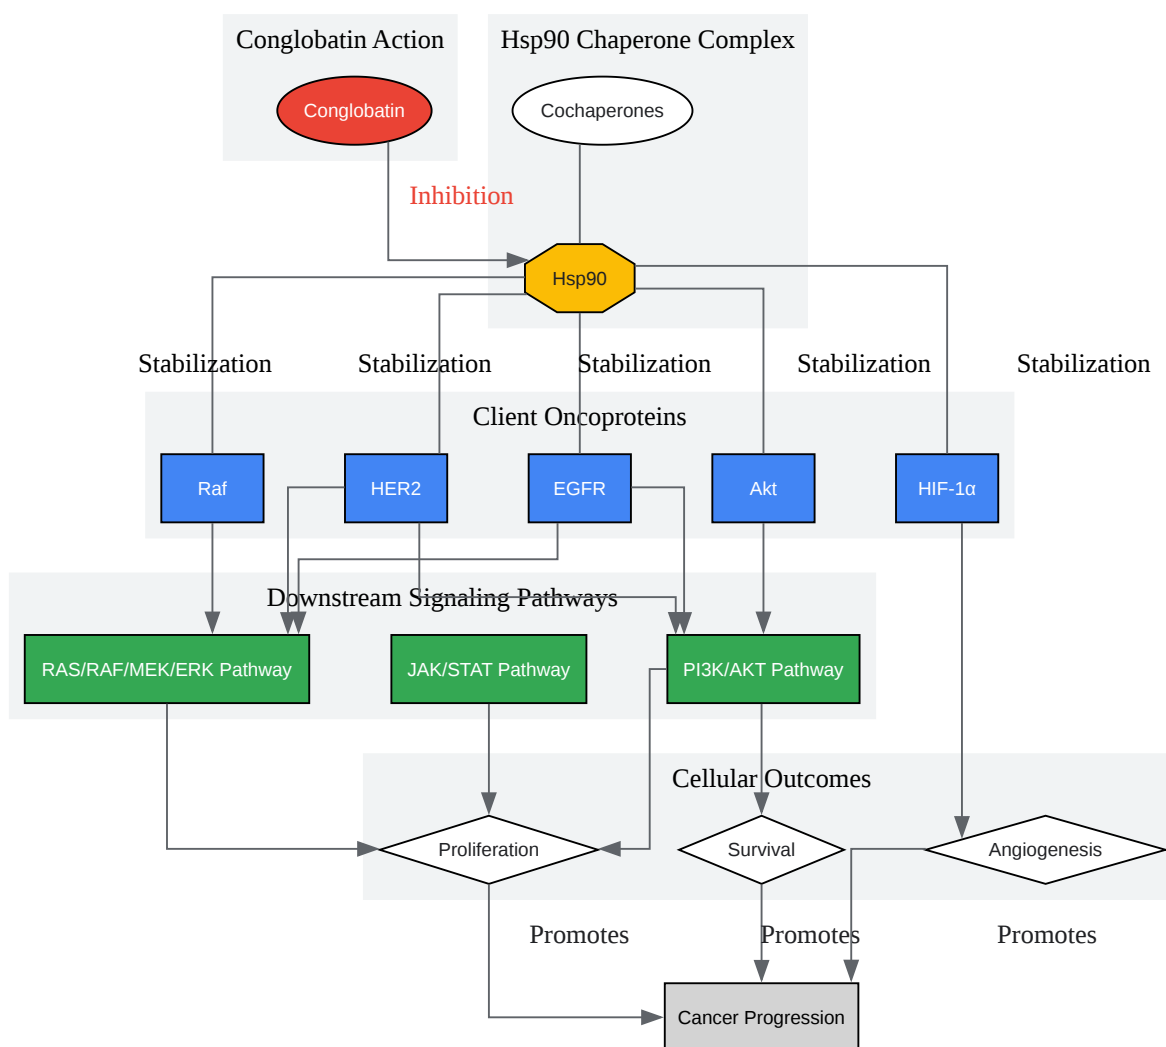 Conglobatin Action
Hsp90 Chaperone Complex
Conglobatin
Cochaperones
Inhibition
Hsp90
Stabilization
Stabilization
Stabilization
Stabilization
Stabilization
Client Oncoproteins
Raf
HER2
EGFR
Akt
HIF-1α
Downstream Signaling Pathways
RAS/RAF/MEK/ERK Pathway
JAK/STAT Pathway
PI3K/AKT Pathway
Cellular Outcomes
Proliferation
Survival
Angiogenesis
Promotes
Promotes
Promotes
Cancer Progression